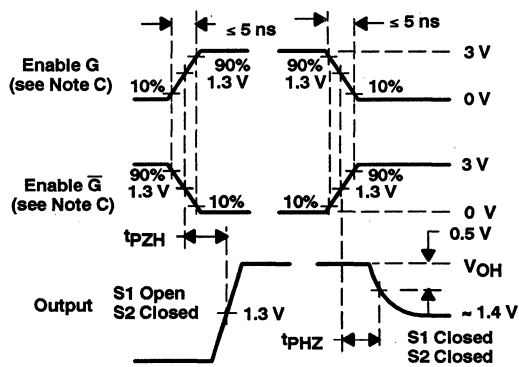 ≤ 5 ns
≤ 5 ns
Enable G
(see Note C)
10%
90%
1.3 V
90%
1.3 V
10%
3 V
0 V
Enable G̅
(see Note C)
90%
1.3 V
10%
10%
90%
1.3 V
3 V
0 V
tPZH
0.5 V
VOH
Output
S1 Open
S2 Closed
1.3 V
~ 1.4 V
tPHZ
S1 Closed
S2 Closed